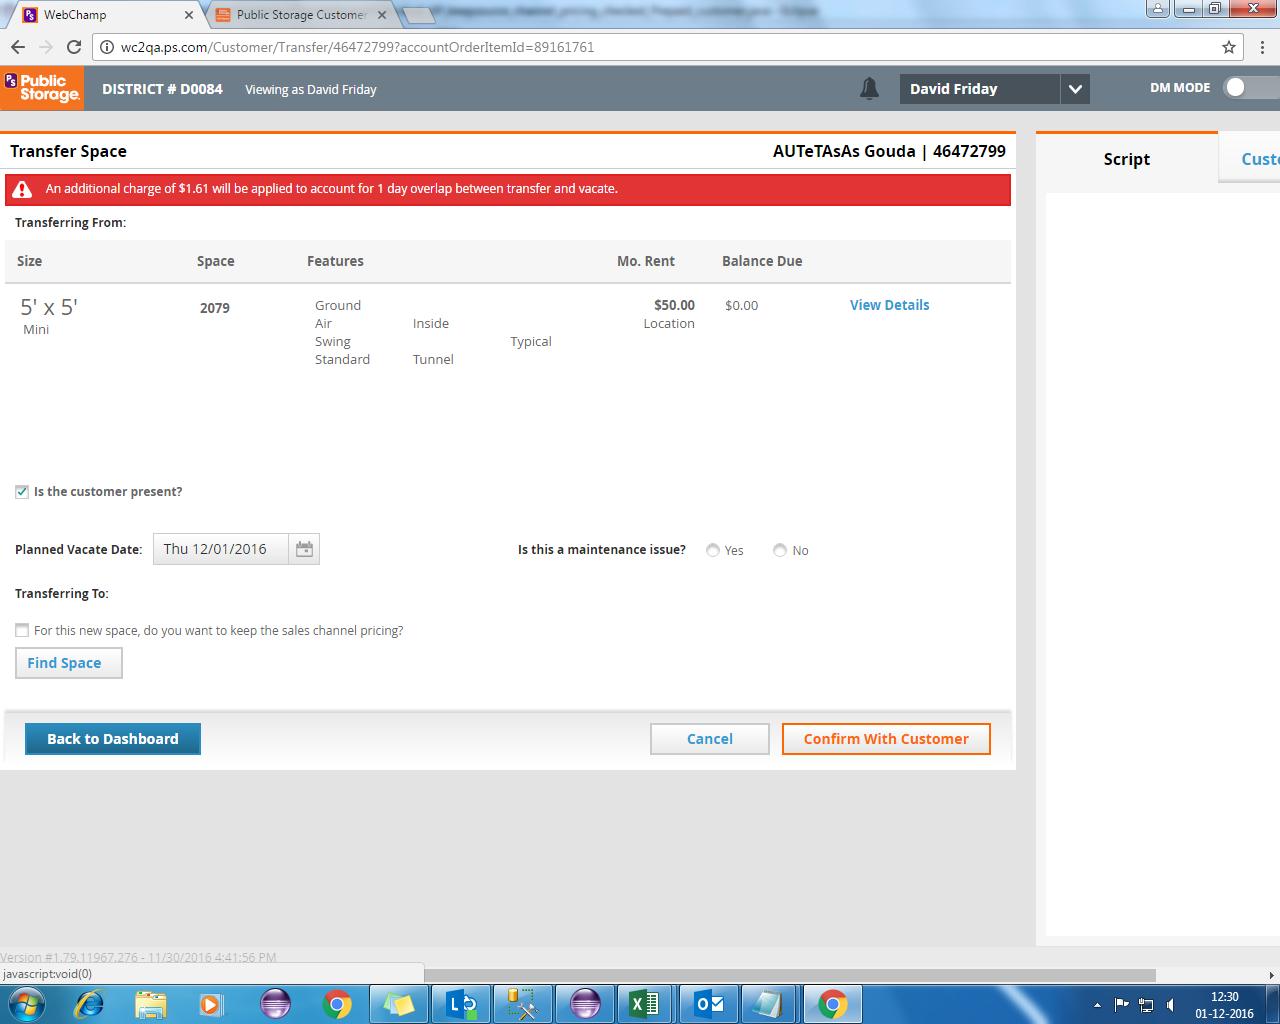 WebChamp
Public Storage Customer
wc2qa.ps.com/Customer/Transfer/46472799?accountOrderItemId=89161761
PS Public Storage. DISTRICT # D0084 Viewing as David Friday David Friday DM MODE
Transfer Space AUTeTAsAs Gouda | 46472799
Script Custo
An additional charge of $1.61 will be applied to account for 1 day overlap between transfer and vacate.
Transferring From:
Size Space Features Mo. Rent Balance Due
5' x 5' 2079 Ground $50.00 $0.00 View Details
Mini Air Inside Location
Swing Typical
Standard Tunnel
Is the customer present?
Planned Vacate Date: Thu 12/01/2016 Is this a maintenance issue? Yes No
Transferring To:
For this new space, do you want to keep the sales channel pricing?
Find Space
Back to Dashboard Cancel Confirm With Customer
Version #1.79.11967.276 - 11/30/2016 4:41:56 PM
javascript:void(0)
12:30
01-12-2016